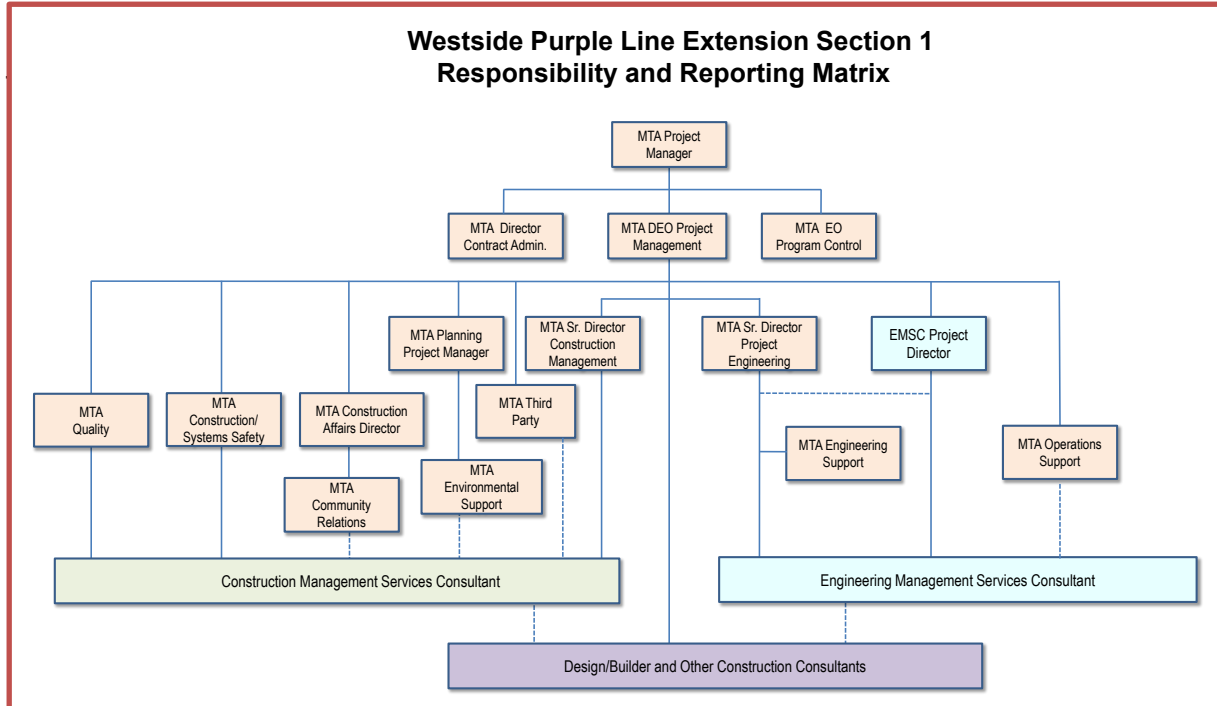 Westside Purple Line Extension Section 1
Responsibility and Reporting Matrix
MTA Project
Manager
MTA Director
Contract Admin.
MTA DEO Project
Management
MTA EO
Program Control
MTA Planning
Project Manager
MTA Sr. Director
Construction
Management
MTA Sr. Director
Project
Engineering
EMSC Project
Director
MTA
Quality
MTA
Construction/
Systems Safety
MTA Construction
Affairs Director
MTA Third
Party
MTA Engineering
Support
MTA Operations
Support
MTA
Community
Relations
MTA
Environmental
Support
Construction Management Services Consultant
Engineering Management Services Consultant
Design/Builder and Other Construction Consultants